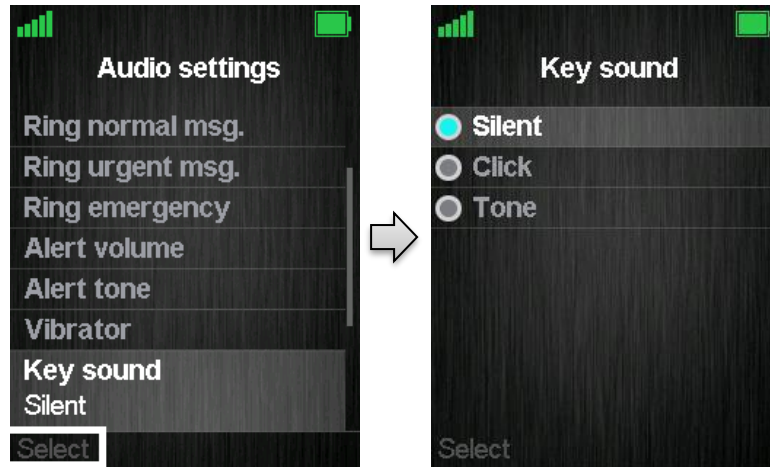 Audio settings
Ring normal msg.
Ring urgent msg.
Ring emergency
Alert volume
Alert tone
Vibrator
Key sound
Silent
Select
Key sound
Silent
Click
Tone
Select